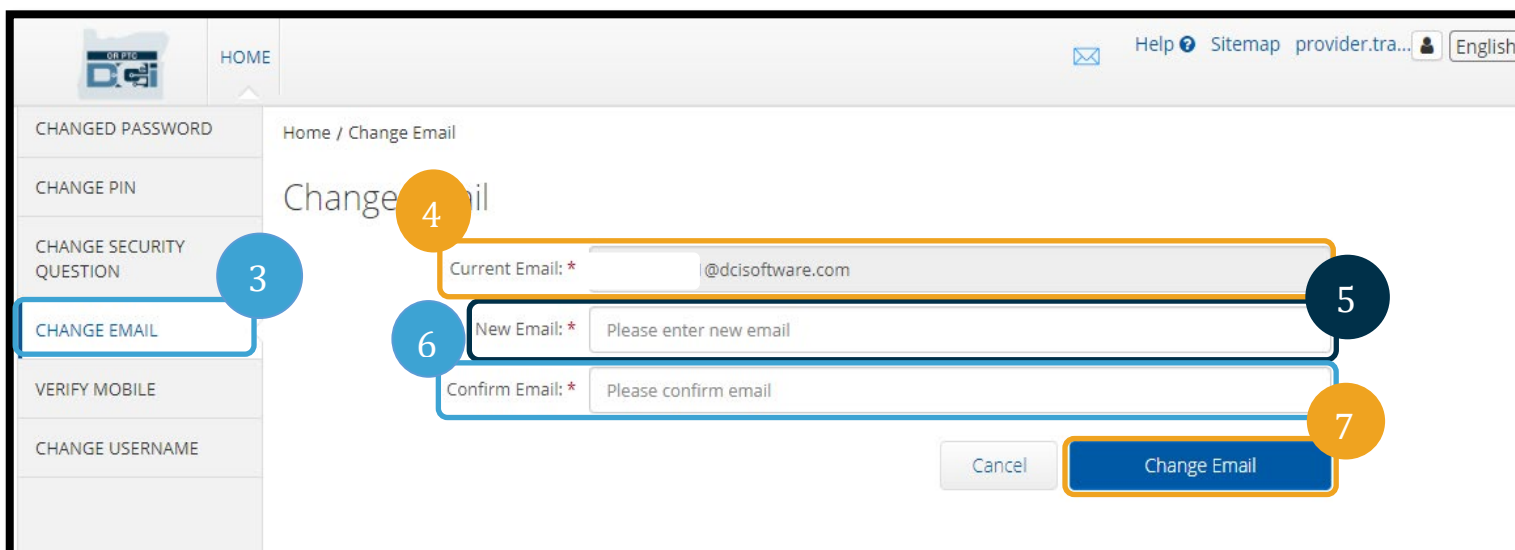 OR PTC
DCi
HOME
Help ? Sitemap provider.tra... English
CHANGED PASSWORD
CHANGE PIN
CHANGE SECURITY
QUESTION
CHANGE EMAIL
VERIFY MOBILE
CHANGE USERNAME
3
Home / Change Email
Change ail
4
Current Email: * @dcisoftware.com
5
New Email: * Please enter new email
6
Confirm Email: * Please confirm email
7
Cancel Change Email